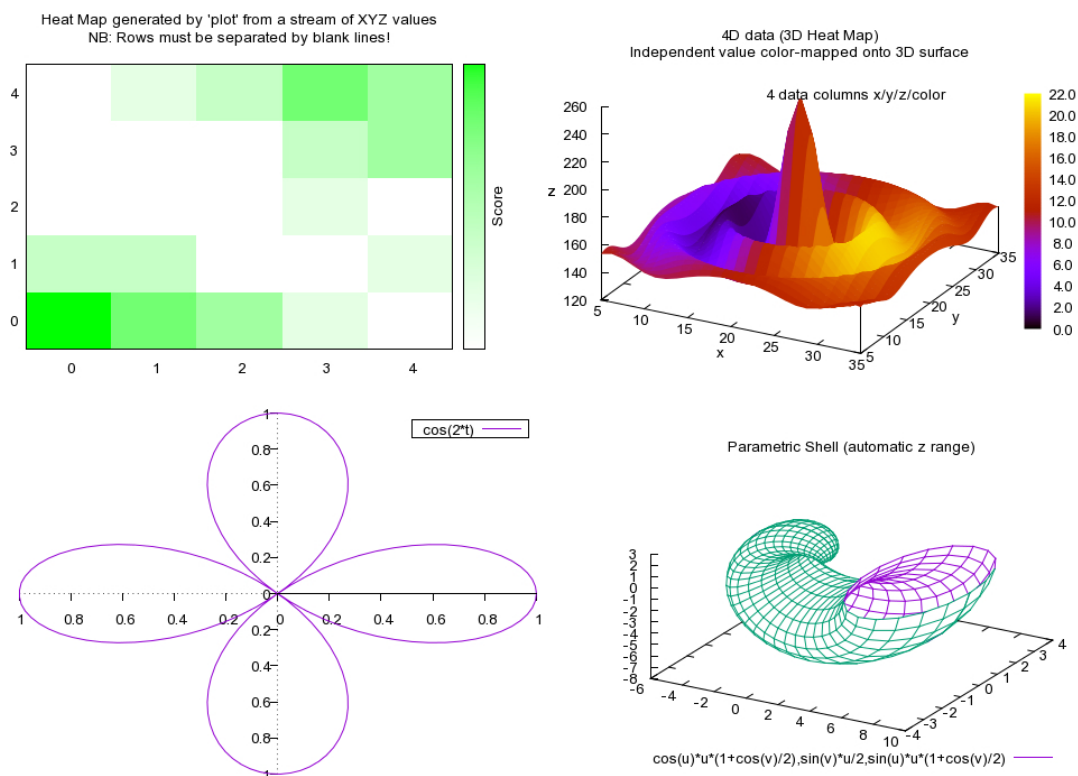 Heat Map generated by 'plot' from a stream of XYZ values
NB: Rows must be separated by blank lines!
4
3
2
1
0
0 1 2 3 4
Score
4D data (3D Heat Map)
Independent value color-mapped onto 3D surface
4 data columns x/y/z/color
260
240
220
200
180
160
140
120
z
5 10 15 20 25 30 35
x
5 10 15 20 25 30 35
y
22.0
20.0
18.0
16.0
14.0
12.0
10.0
8.0
6.0
4.0
2.0
0.0
cos(2*t)
1
0.8
0.6
0.4
0.2
0
0.2
0.4
0.6
0.8
1
1 0.8 0.6 0.4 0.2 0 0.2 0.4 0.6 0.8 1
Parametric Shell (automatic z range)
3
2
1
0
-1
-2
-3
-4
-5
-6
-7
-8
-6 -4 -2 0 2 4 6 8 10
-4 -3 -2 -1 0 1 2 3 4
cos(u)*u*(1+cos(v)/2),sin(v)*u/2,sin(u)*u*(1+cos(v)/2)